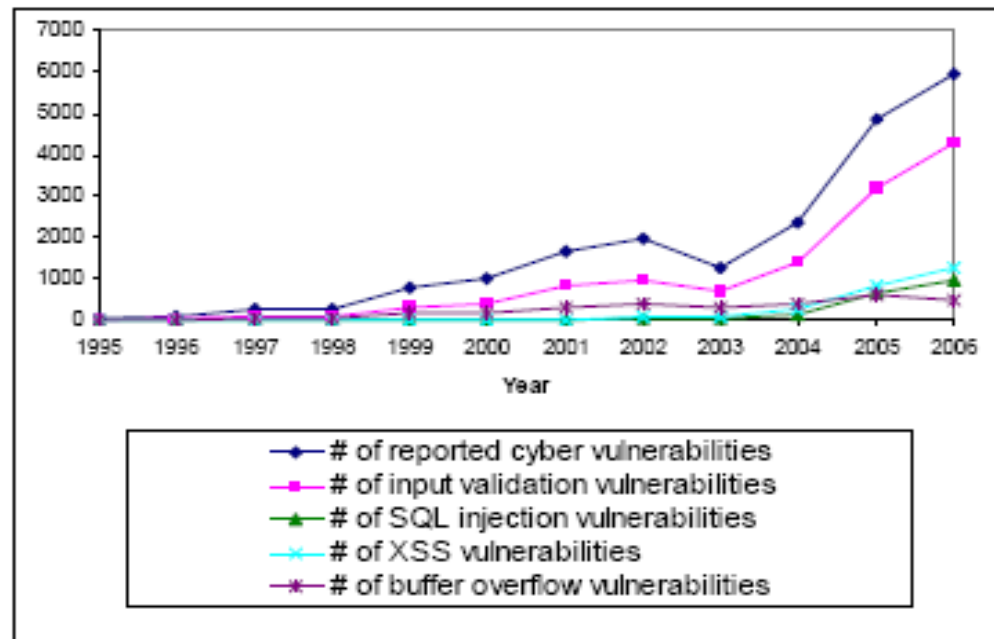 7000
6000
5000
4000
3000
2000
1000
0
1995 1996 1997 1998 1999 2000 2001 2002 2003 2004 2005 2006
Year
# of reported cyber vulnerabilities
# of input validation vulnerabilities
# of SQL injection vulnerabilities
# of XSS vulnerabilities
# of buffer overflow vulnerabilities